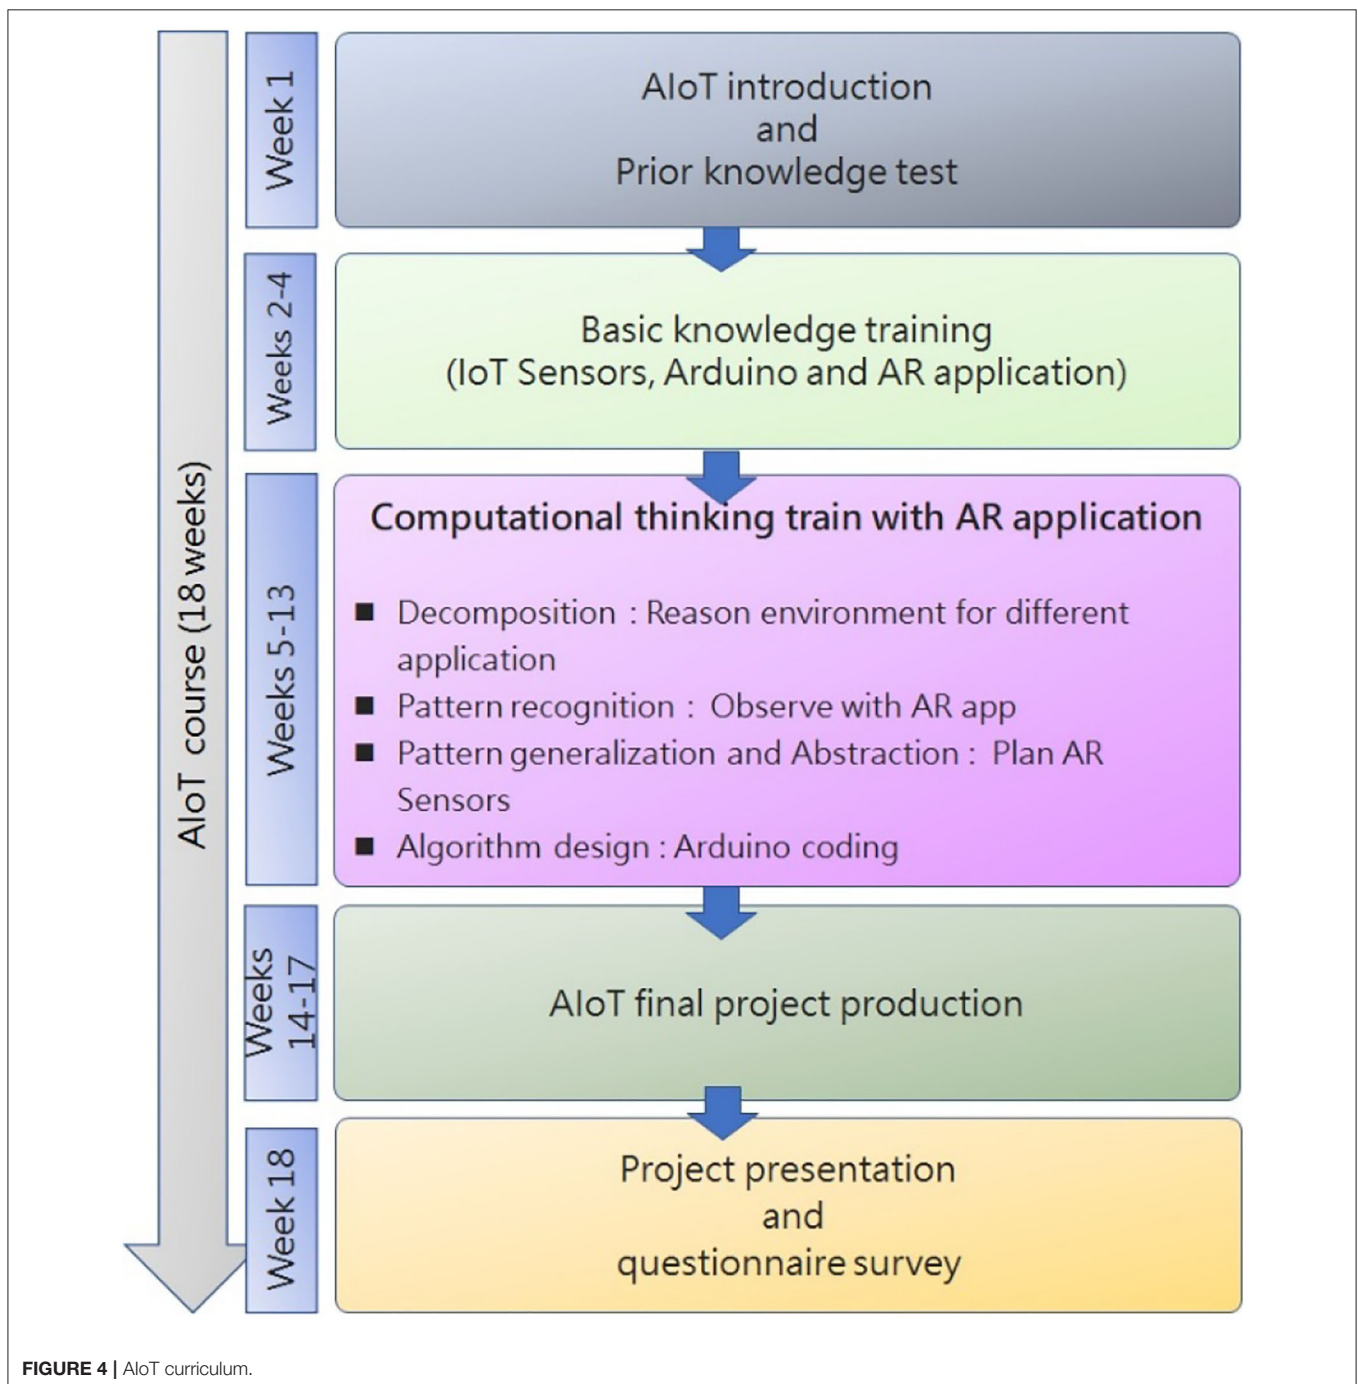 AIoT course (18 weeks)
Week 1
AIoT introduction
and
Prior knowledge test
Weeks 2-4
Basic knowledge training
(IoT Sensors, Arduino and AR application)
Weeks 5-13
Computational thinking train with AR application
■ Decomposition : Reason environment for different
application
■ Pattern recognition : Observe with AR app
■ Pattern generalization and Abstraction : Plan AR
Sensors
■ Algorithm design : Arduino coding
Weeks
14-17
AIoT final project production
Week 18
Project presentation
and
questionnaire survey
FIGURE 4 | AIoT curriculum.